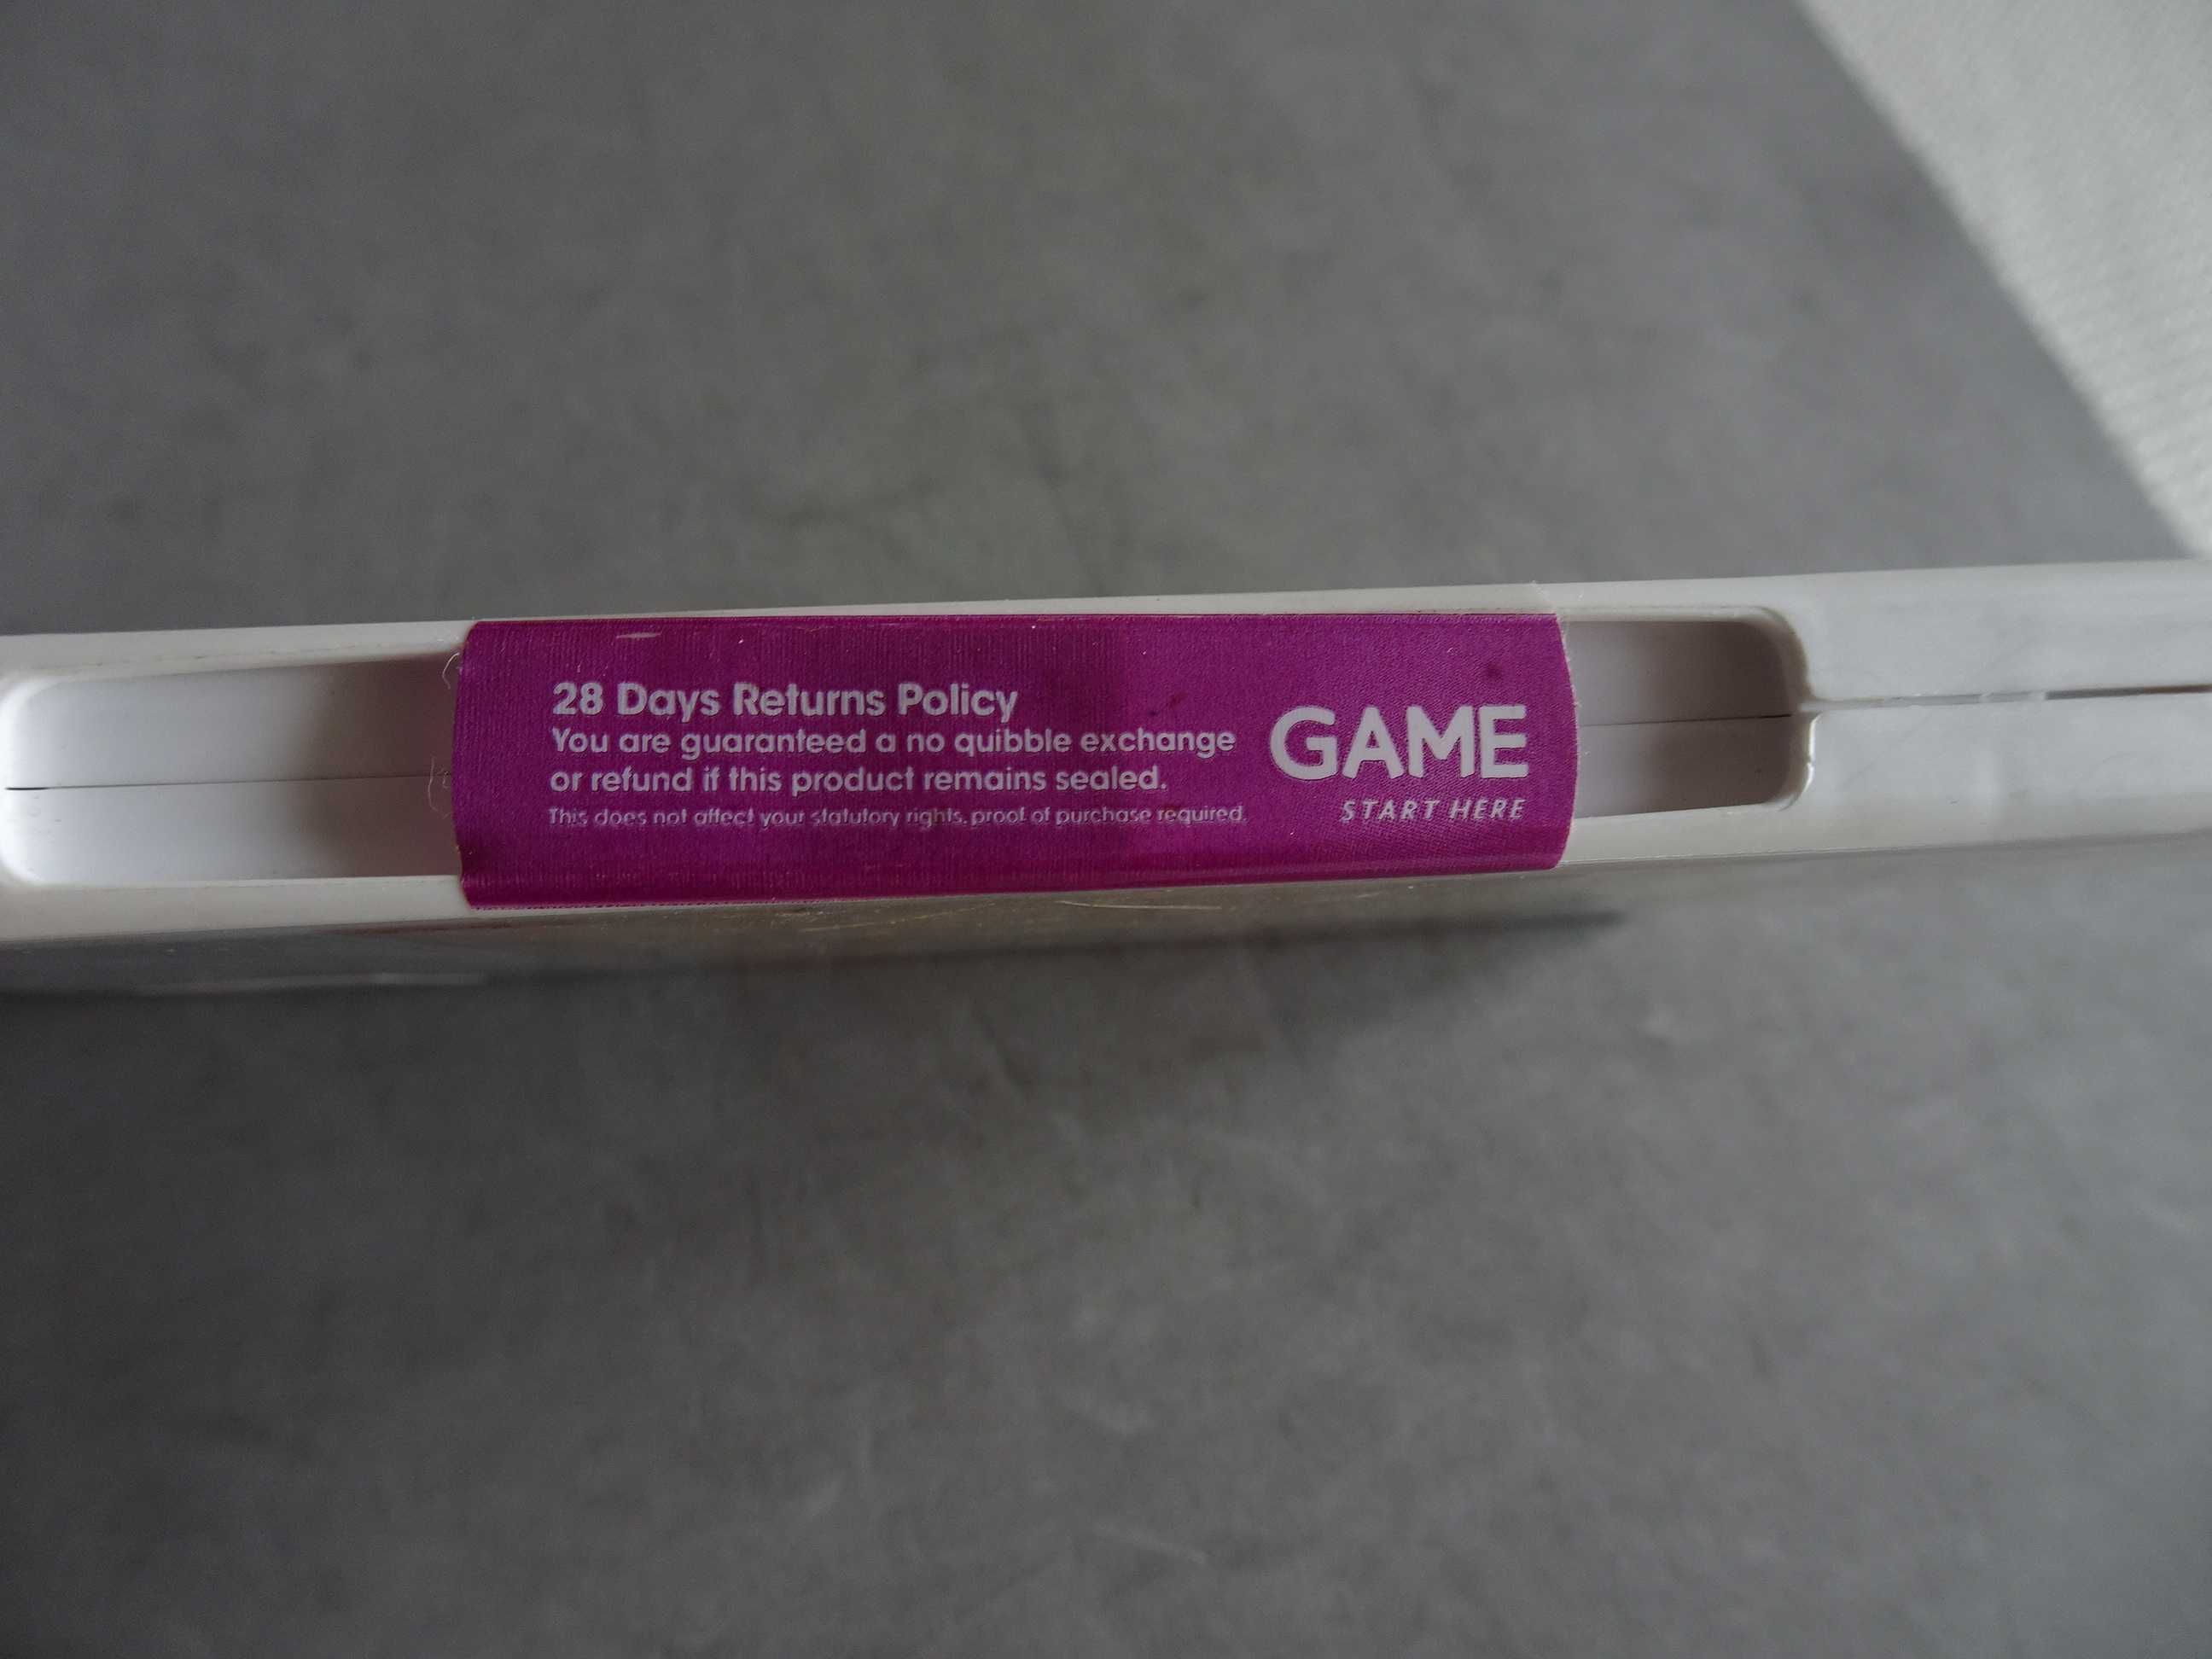 28 Days Returns Policy
You are guaranteed a no quibble exchange
or refund if this product remains sealed.
This does not affect your statutory rights. proof of purchase required.
GAME
START HERE